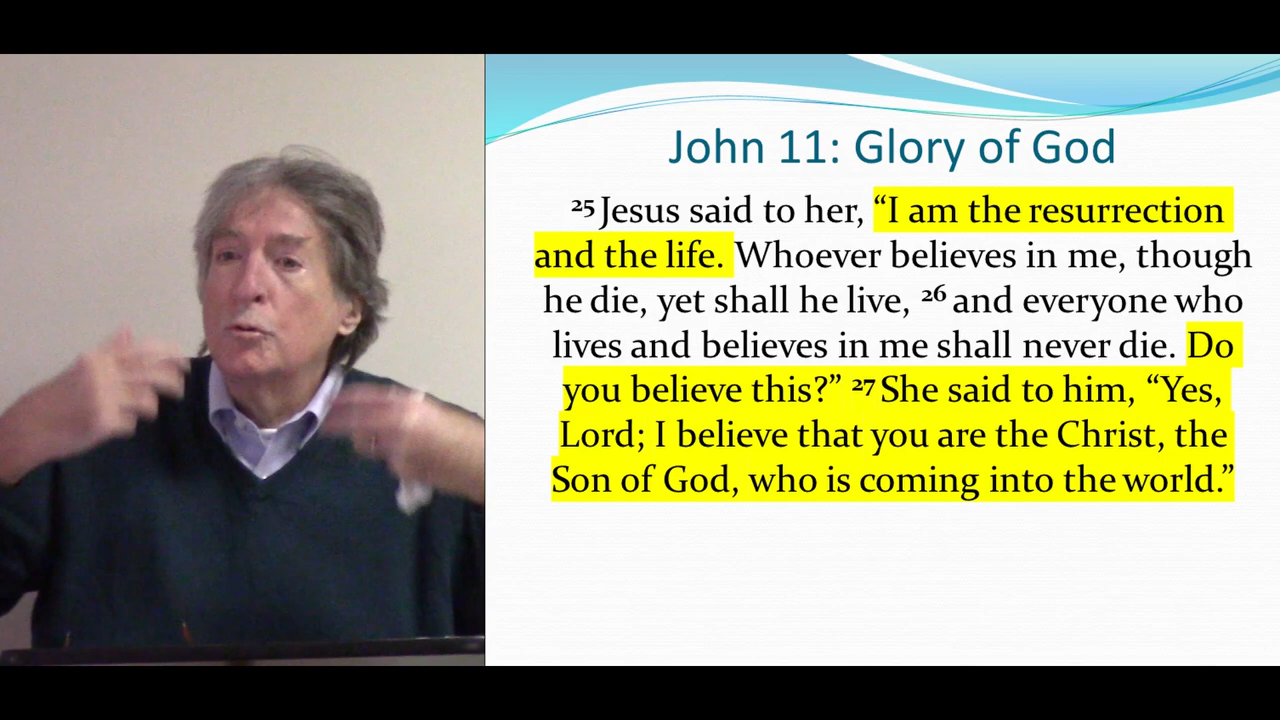 John 11: Glory of God
²⁵ Jesus said to her, “I am the resurrection
and the life. Whoever believes in me, though
he die, yet shall he live, ²⁶ and everyone who
lives and believes in me shall never die. Do
you believe this?” ²⁷ She said to him, “Yes,
Lord; I believe that you are the Christ, the
Son of God, who is coming into the world.”